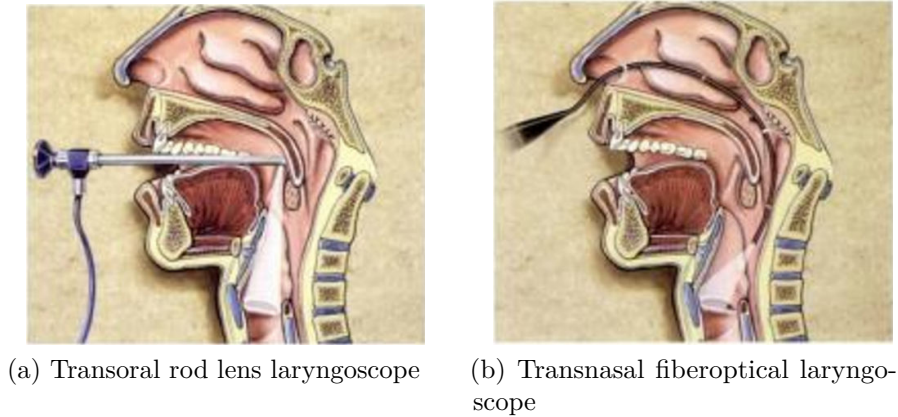 (a) Transoral rod lens laryngoscope
(b) Transnasal fiberoptical laryngo-
scope